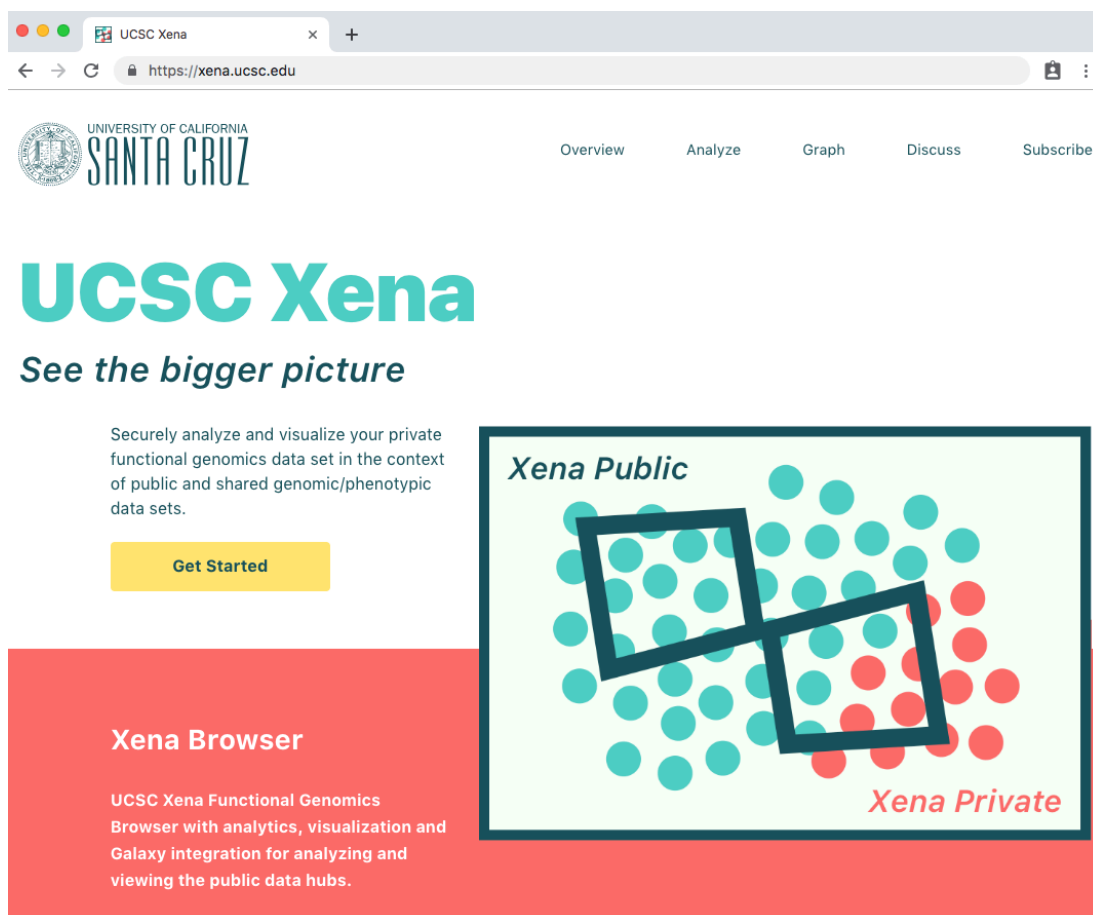 UCSC Xena
https://xena.ucsc.edu
UNIVERSITY OF CALIFORNIA
SANTA CRUZ
Overview Analyze Graph Discuss Subscribe
UCSC Xena
See the bigger picture
Securely analyze and visualize your private
functional genomics data set in the context
of public and shared genomic/phenotypic
data sets.
Get Started
Xena Public
Xena Private
Xena Browser
UCSC Xena Functional Genomics
Browser with analytics, visualization and
Galaxy integration for analyzing and
viewing the public data hubs.